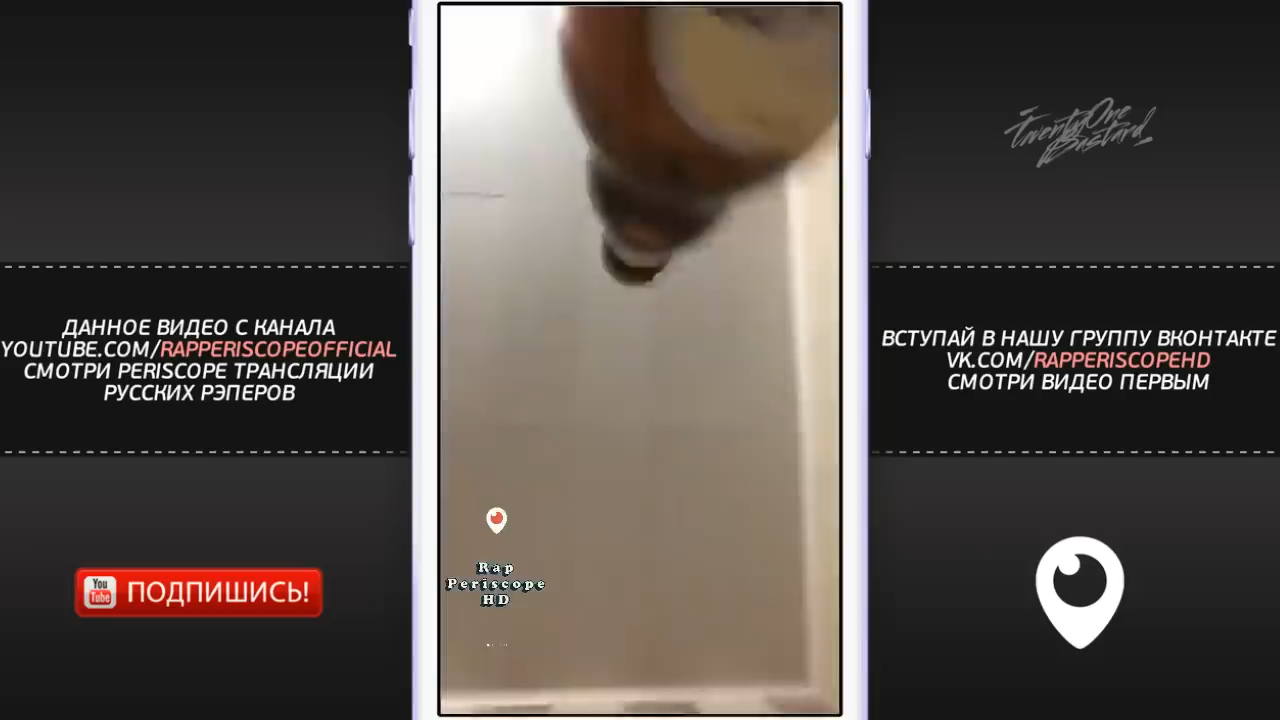 TwentyOne
Bastard
ДАННОЕ ВИДЕО С КАНАЛА
YOUTUBE.COM/RAPPERISCOPEOFFICIAL
СМОТРИ PERISCOPE ТРАНСЛЯЦИИ
РУССКИХ РЭПЕРОВ
ВСТУПАЙ В НАШУ ГРУППУ ВКОНТАКТЕ
VK.COM/RAPPERISCOPEHD
СМОТРИ ВИДЕО ПЕРВЫМ
Rap
Periscope
HD
You
Tube
ПОДПИШИСЬ!